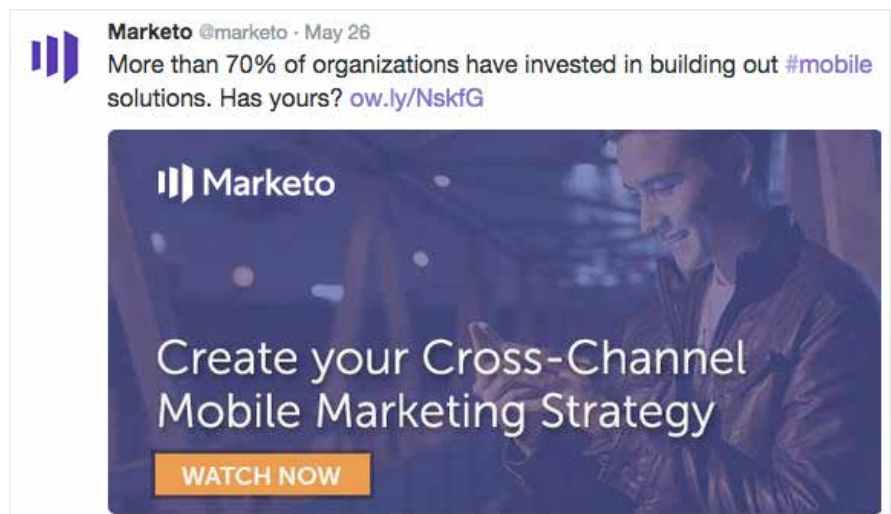 Marketo @marketo · May 26
More than 70% of organizations have invested in building out #mobile
solutions. Has yours? ow.ly/NskfG
Marketo
Create your Cross-Channel
Mobile Marketing Strategy
WATCH NOW